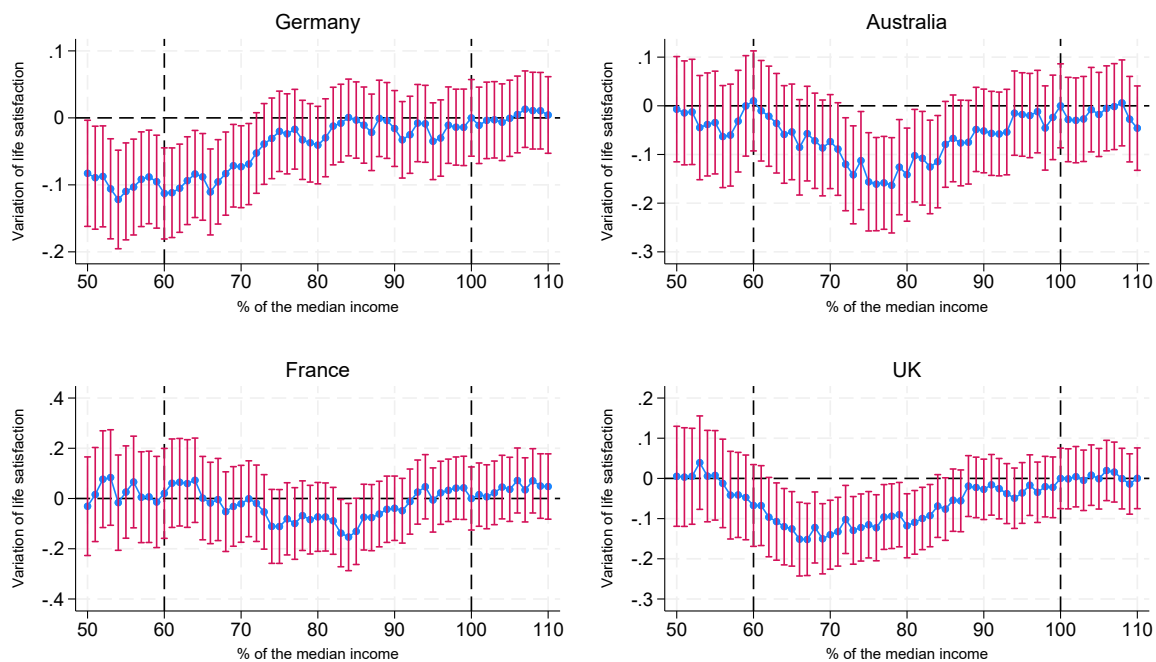 Germany
Variation of life satisfaction
.1
0
-.1
-.2
50 60 70 80 90 100 110
% of the median income
Australia
Variation of life satisfaction
.1
0
-.1
-.2
-.3
50 60 70 80 90 100 110
% of the median income
France
Variation of life satisfaction
.4
.2
0
-.2
-.4
50 60 70 80 90 100 110
% of the median income
UK
Variation of life satisfaction
.2
.1
0
-.1
-.2
-.3
50 60 70 80 90 100 110
% of the median income